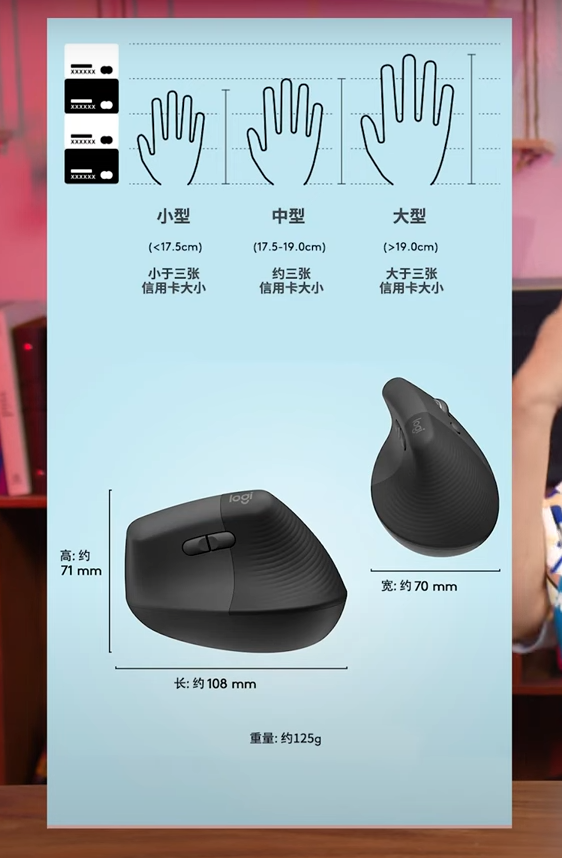 XXXXXX
XXXXXX
XXXXXX
XXXXXX
小型
中型
大型
(<17.5cm)
(17.5-19.0cm)
(>19.0cm)
小于三张
信用卡大小
约三张
信用卡大小
大于三张
信用卡大小
logi
logi
高: 约
71 mm
宽: 约 70 mm
长: 约 108 mm
重量: 约125g